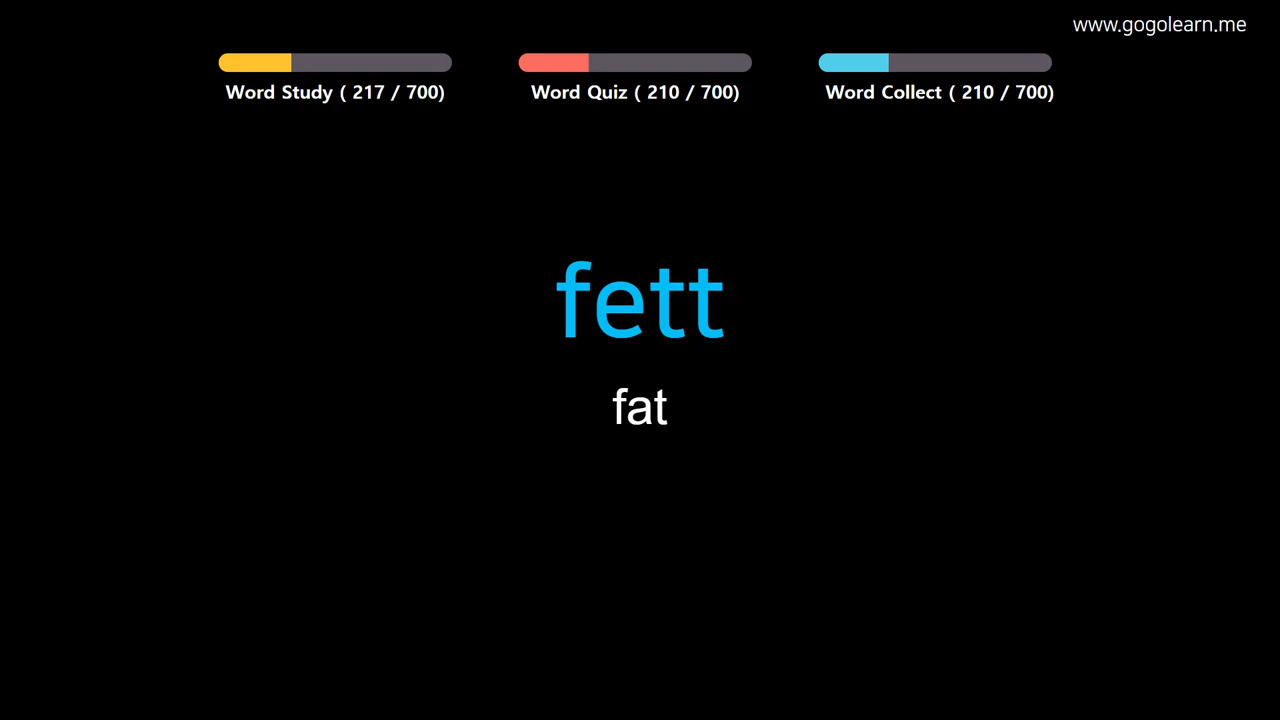 www.gogolearn.me
Word Study ( 217 / 700)
Word Quiz ( 210 / 700)
Word Collect ( 210 / 700)
fett
fat